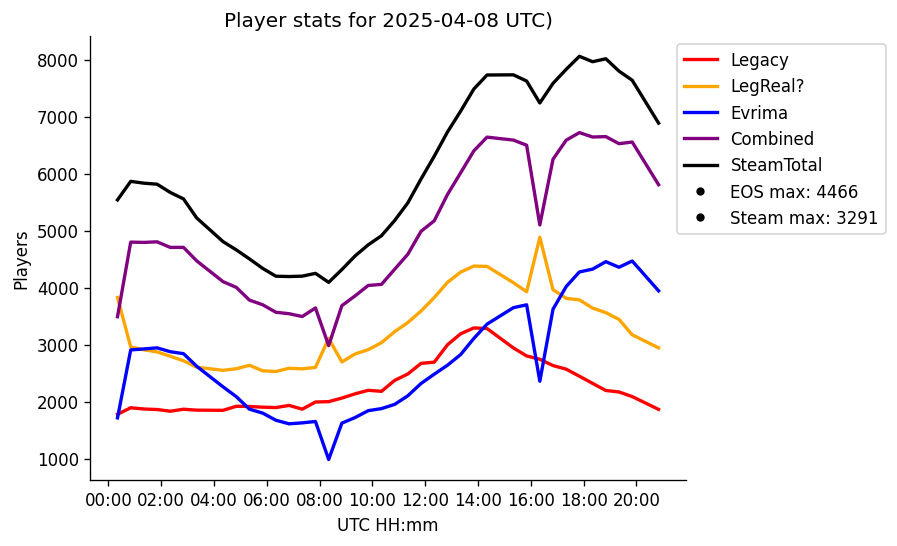 Player stats for 2025-04-08 UTC)
Players
8000
7000
6000
5000
4000
3000
2000
1000
00:00 02:00 04:00 06:00 08:00 10:00 12:00 14:00 16:00 18:00 20:00
UTC HH:mm
Legacy
LegReal?
Evrima
Combined
SteamTotal
EOS max: 4466
Steam max: 3291